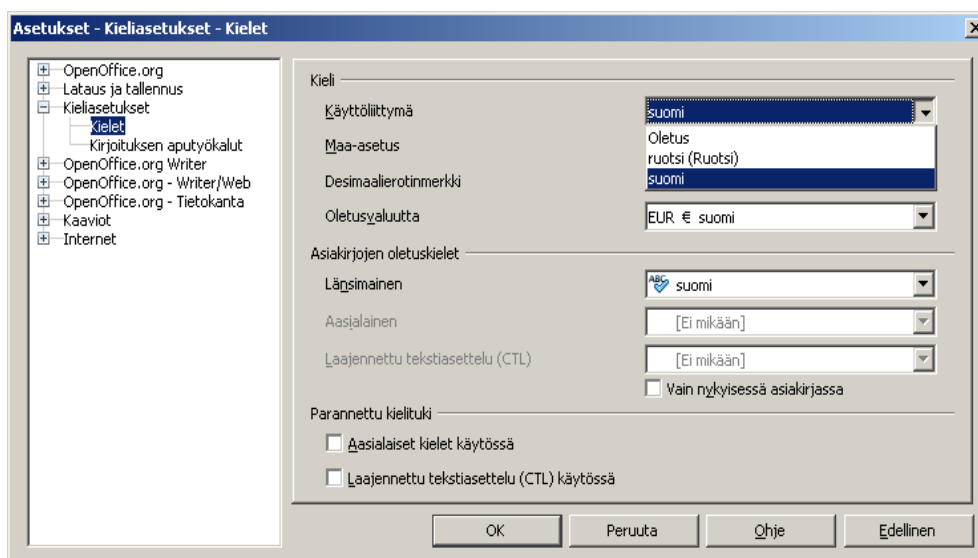 Asetukset - Kieliasetukset - Kielet
OpenOffice.org
Lataus ja tallennus
Kieliasetukset
Kielet
Kirjoituksen aputyökalut
OpenOffice.org Writer
OpenOffice.org - Writer/Web
OpenOffice.org - Tietokanta
Kaaviot
Internet
Kieli
Käyttöliittymä suomi
Oletus
ruotsi (Ruotsi)
suomi
Maa-asetus
Desimaalierotinmerkki
Oletusvaluutta EUR € suomi
Asiakirjojen oletuskielet
Länsimainen ABC suomi
Aasialainen [Ei mikään]
Laajennettu tekstiasettelu (CTL) [Ei mikään]
Vain nykyisessä asiakirjassa
Parannettu kielituki
Aasialaiset kielet käytössä
Laajennettu tekstiasettelu (CTL) käytössä
OK Peruuta Ohje Edellinen